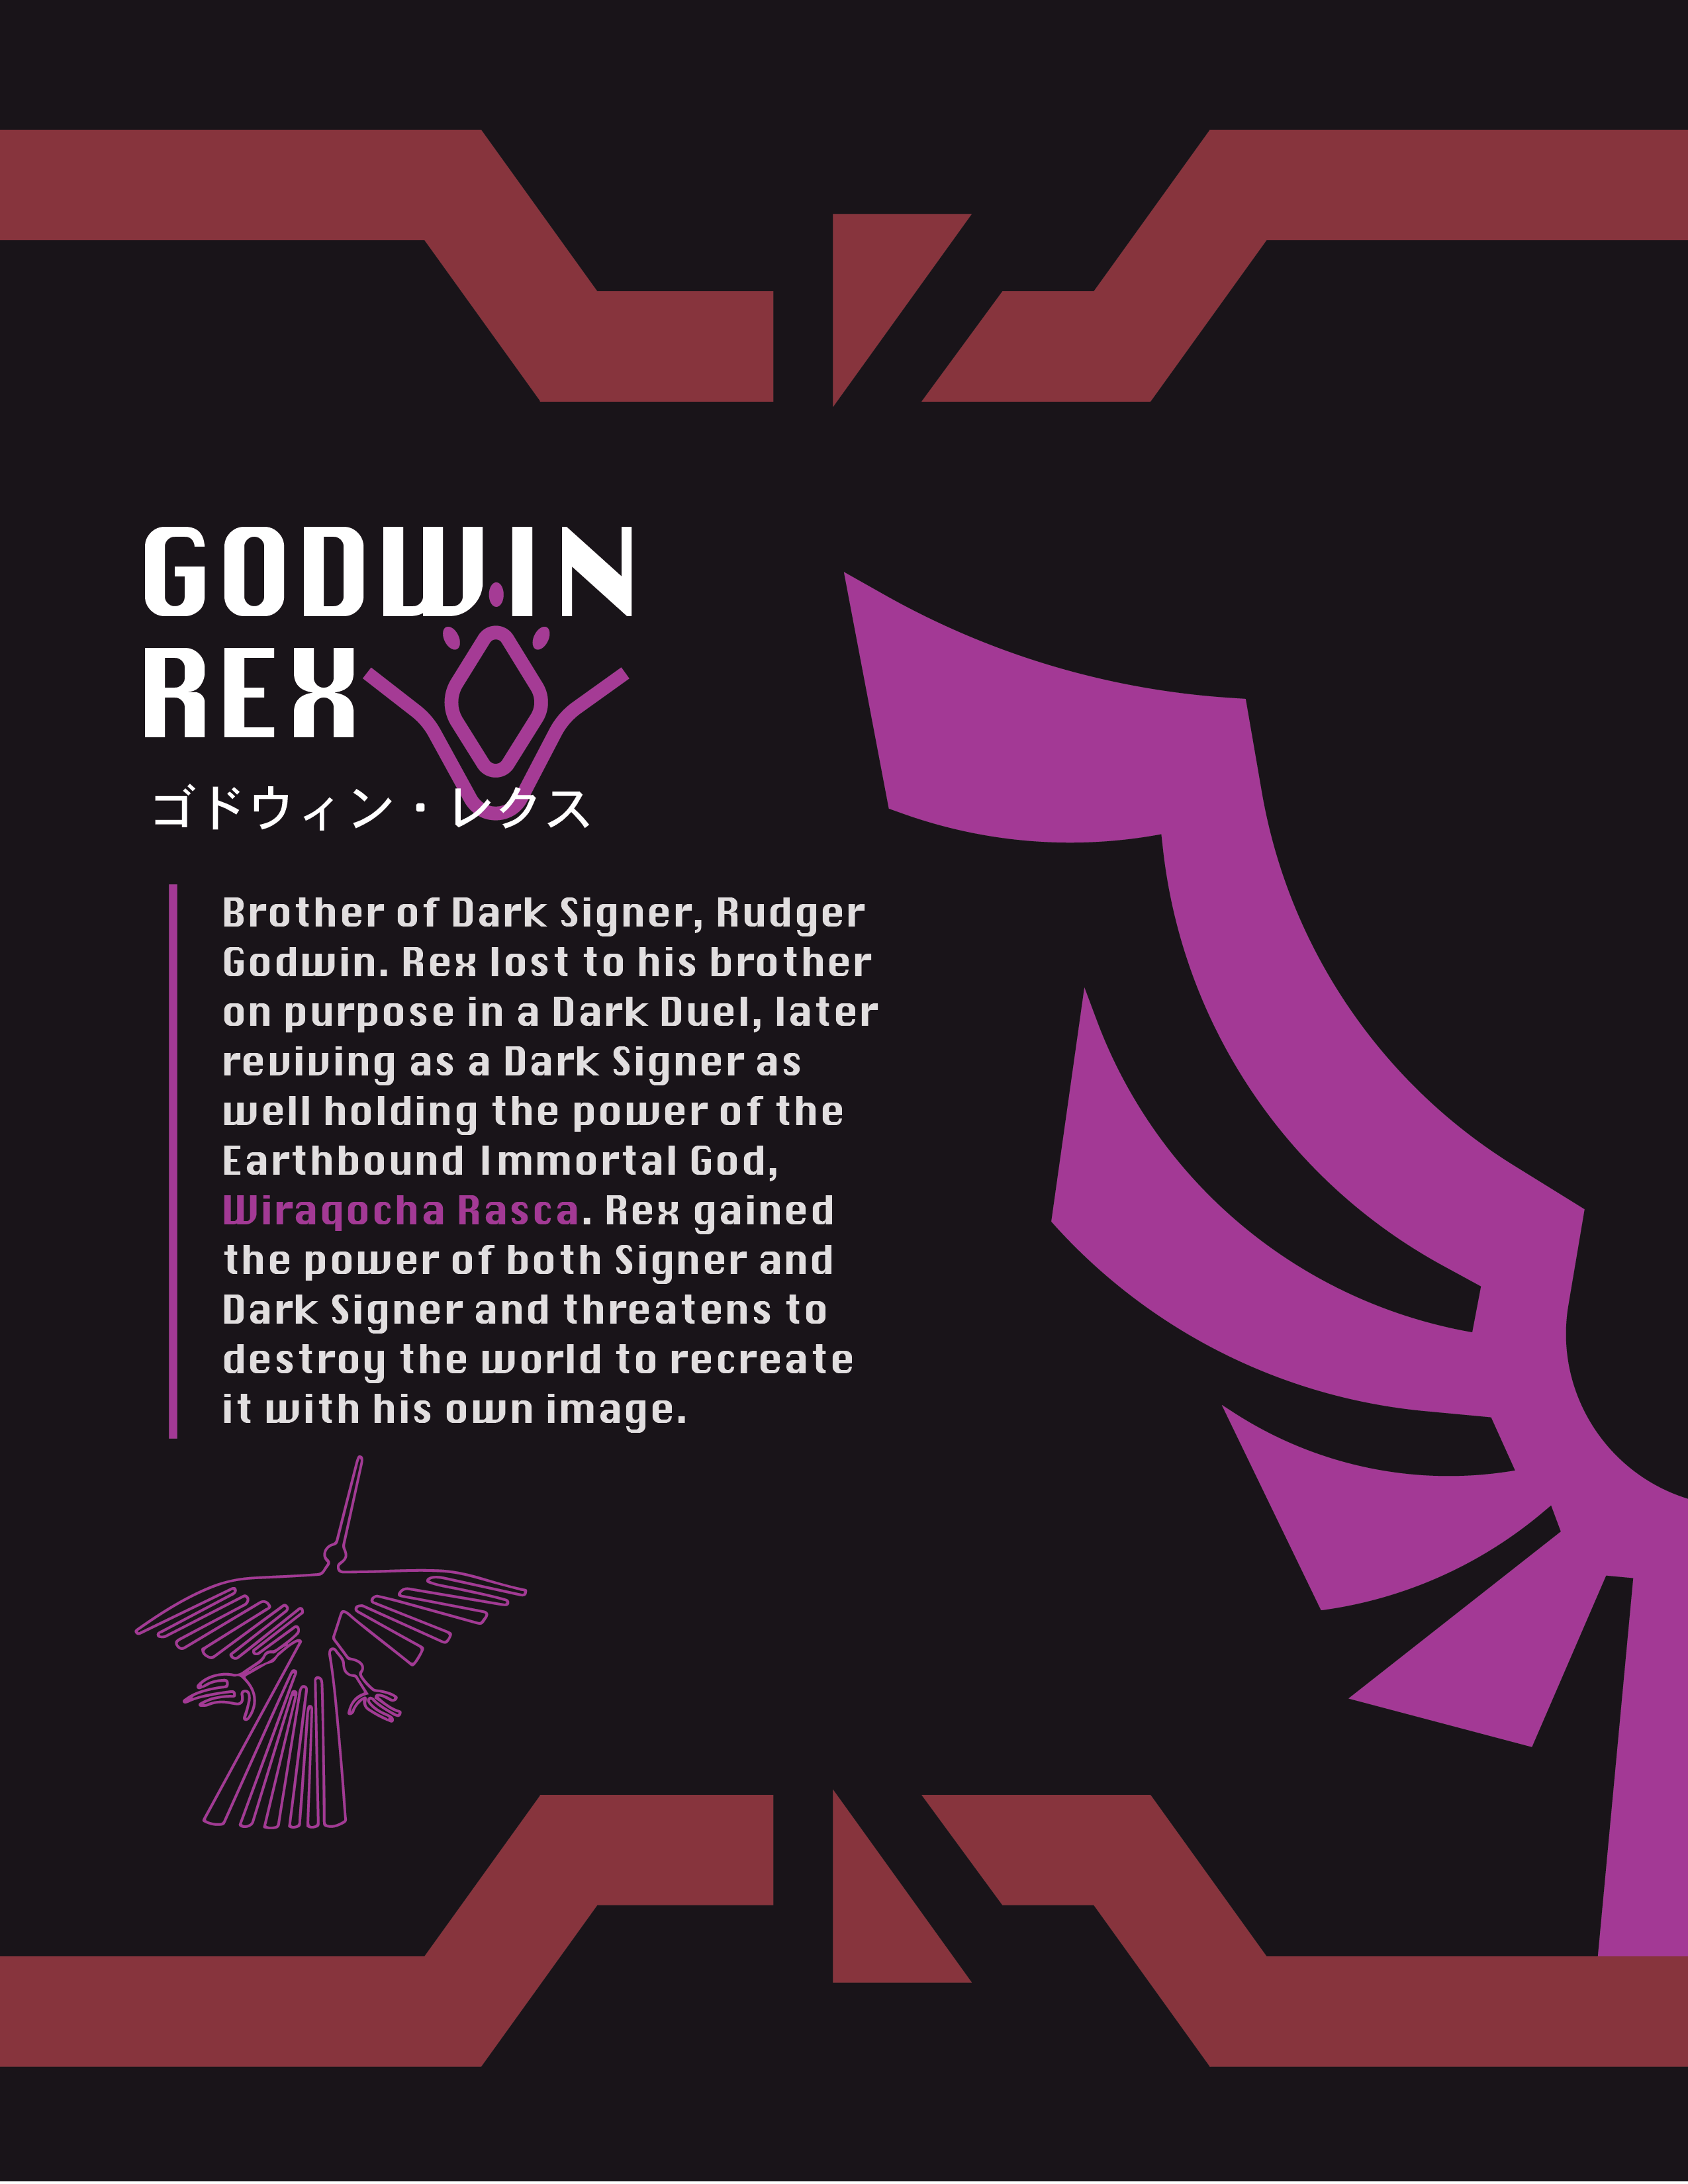 GODWIN
REX
ゴドウィン・レクス
Brother of Dark Signer, Rudger
Godwin. Rex lost to his brother
on purpose in a Dark Duel, later
reviving as a Dark Signer as
well holding the power of the
Earthbound Immortal God,
Wiraqocha Rasca. Rex gained
the power of both Signer and
Dark Signer and threatens to
destroy the world to recreate
it with his own image.